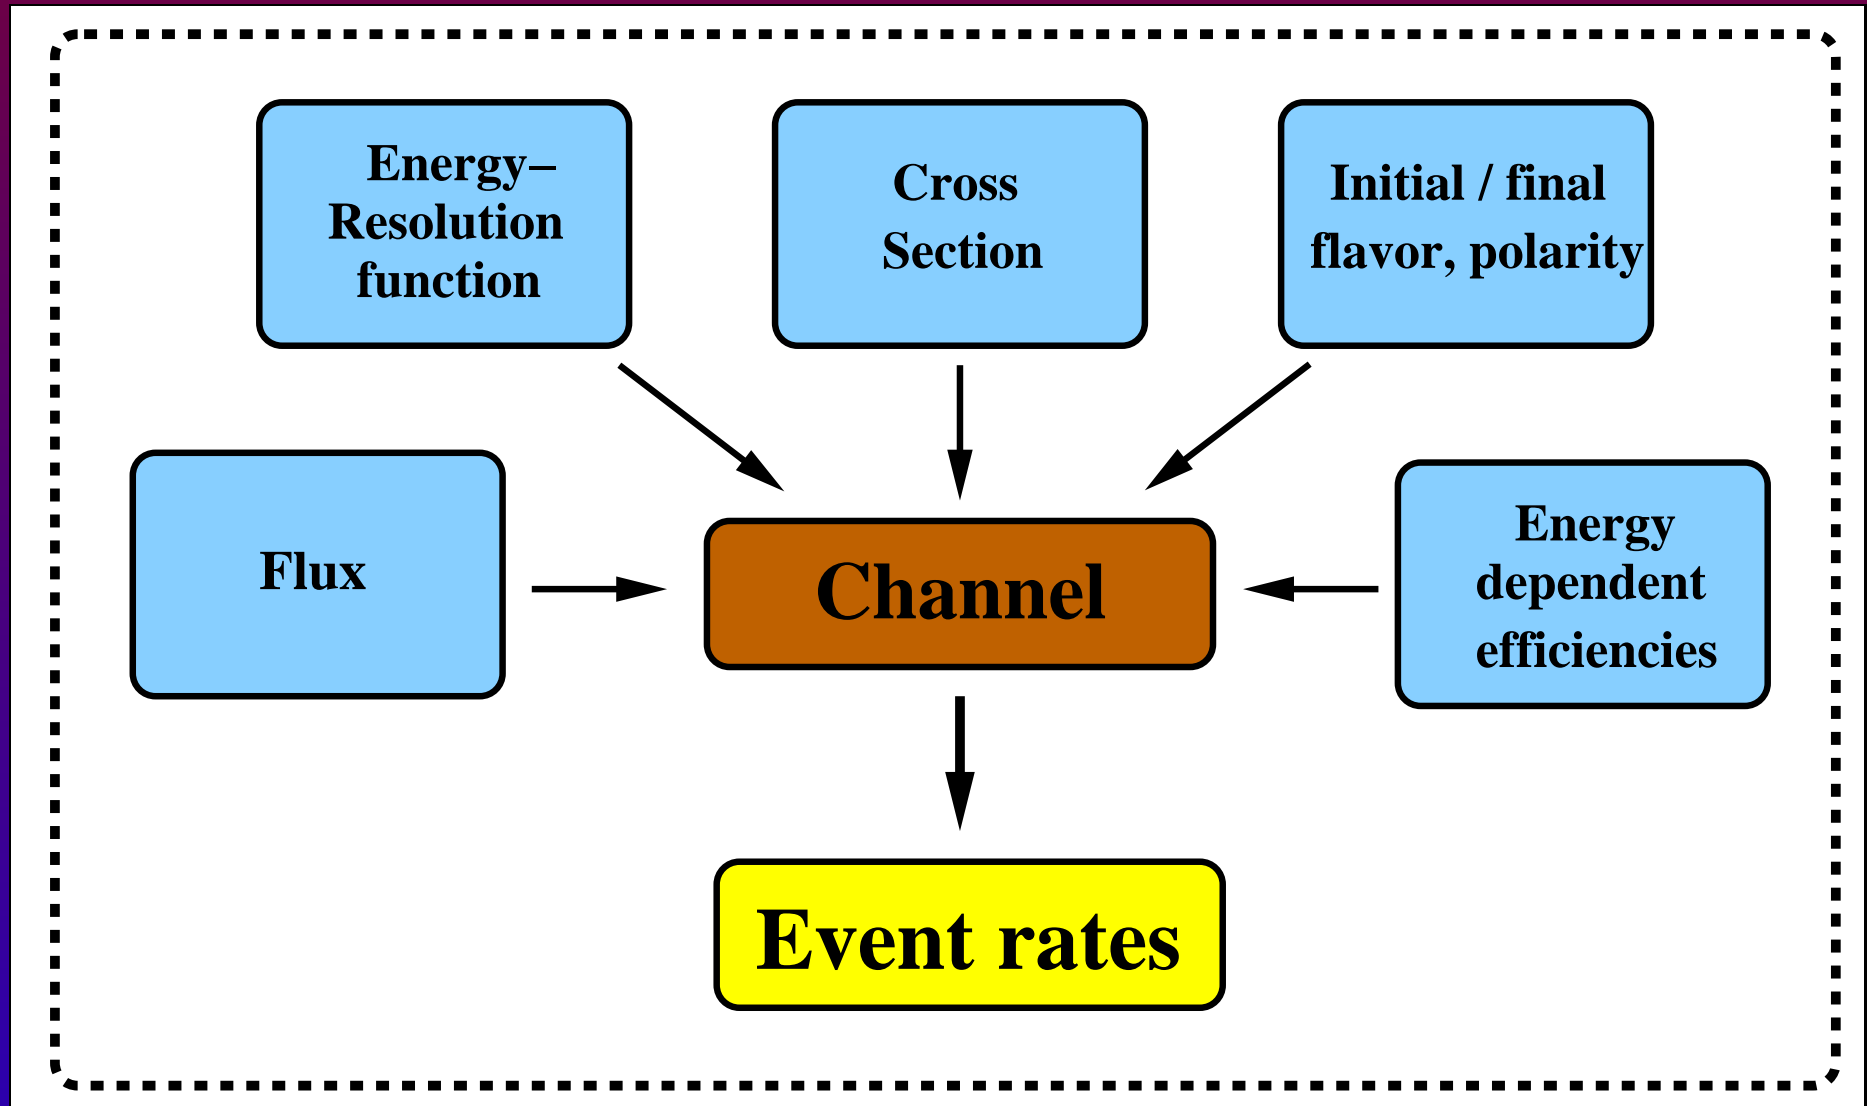 Energy–
Resolution
function
Cross
Section
Initial / final
flavor, polarity
Flux
Channel
Energy
dependent
efficiencies
Event rates